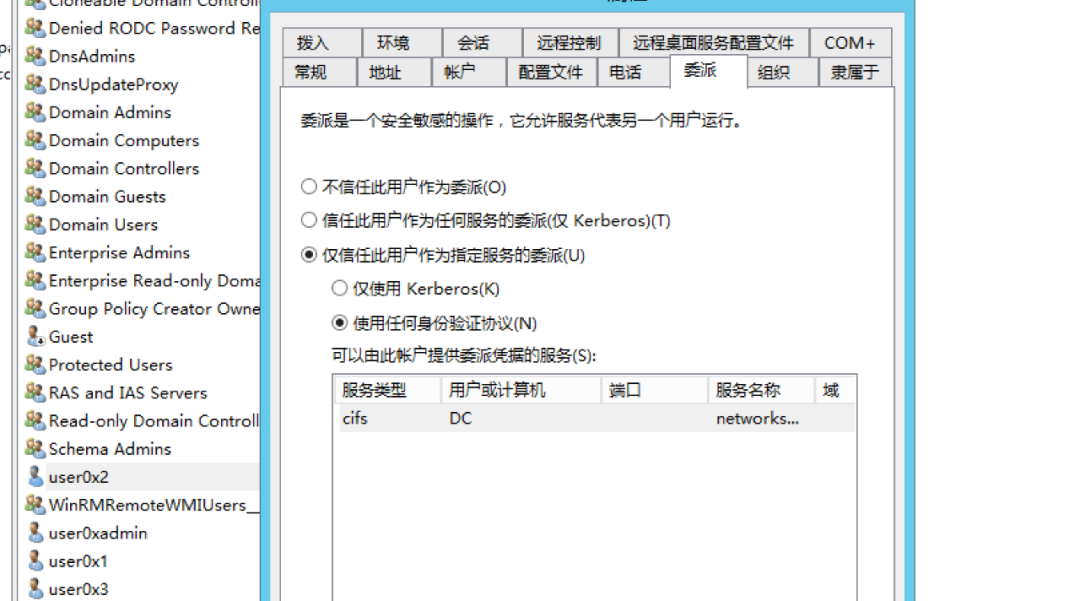 Denied RODC Password Re
DnsAdmins
DnsUpdateProxy
Domain Admins
Domain Computers
Domain Controllers
Domain Guests
Domain Users
Enterprise Admins
Enterprise Read-only Doma
Group Policy Creator Owne
Guest
Protected Users
RAS and IAS Servers
Read-only Domain Controll
Schema Admins
user0x2
WinRMRemoteWMIUsers__
user0xadmin
user0x1
user0x3
拨入 环境 会话 远程控制 远程桌面服务配置文件 COM+
常规 地址 帐户 配置文件 电话 委派 组织 隶属于
委派是一个安全敏感的操作，它允许服务代表另一个用户运行。
不信任此用户作为委派(O)
信任此用户作为任何服务的委派(仅 Kerberos)(T)
仅信任此用户作为指定服务的委派(U)
仅使用 Kerberos(K)
使用任何身份验证协议(N)
可以由此帐户提供委派凭据的服务(S):
服务类型 用户或计算机 端口 服务名称 域
cifs DC networks...